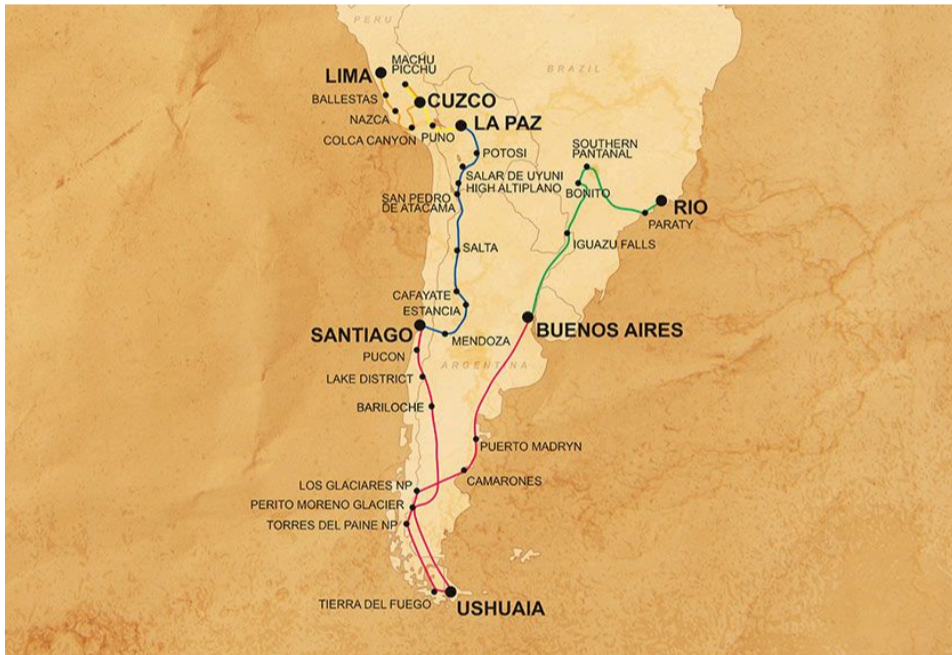 PERU
MACHU
PICCHU
LIMA
BRAZIL
BALLESTAS
CUZCO
NAZCA
LA PAZ
COLCA CANYON
PUNO
SOUTHERN
PANTANAL
POTOSI
SALAR DE UYUNI
HIGH ALTIPLANO
BONITO
SAN PEDRO
DE ATACAMA
RIO
PARATY
IGUAZU FALLS
SALTA
CAFAYATE
ESTANCIA
SANTIAGO
BUENOS AIRES
MENDOZA
PUCON
ARGENTINA
LAKE DISTRICT
BARILOCHE
PUERTO MADRYN
CAMARONES
LOS GLACIARES NP
PERITO MORENO GLACIER
TORRES DEL PAINE NP
TIERRA DEL FUEGO
USHUAIA